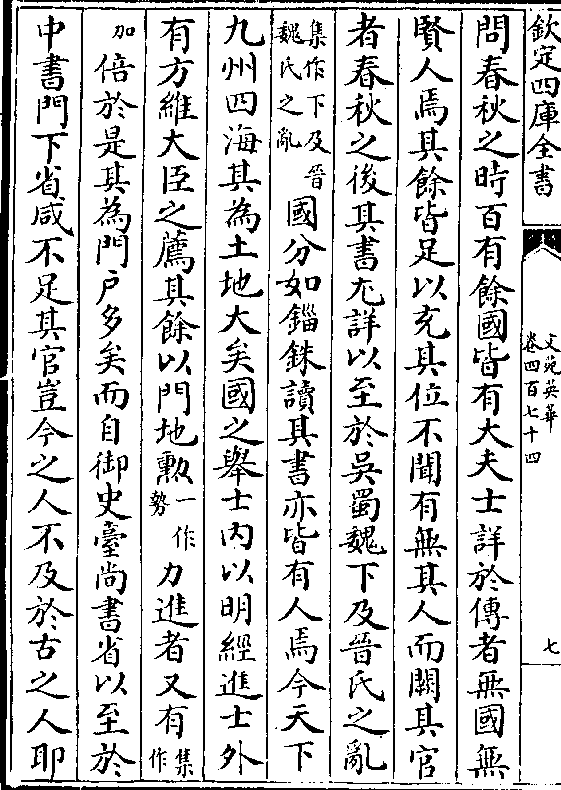 欽定四庫全書
文苑英華
卷四百七十四
七
問春秋之時百有餘國皆有大夫士詳於傳者無國無
賢人焉其餘皆足以充其位不聞有無其人而闕其官
者春秋之後其書尤詳以至於吳蜀魏下及晉氏之亂
集作下及晉
魏氏之亂
國分如錙銖讀其書亦皆有人焉今天下
九州四海其為土地大矣國之舉士内以明經進士外
有方維大臣之薦其餘以門地勲一作
勢
力進者又有集
作
加
倍於是其為門户多矣而自御史臺尚書省以至於
中書門下省咸不足其官豈今之人不及於古之人耶